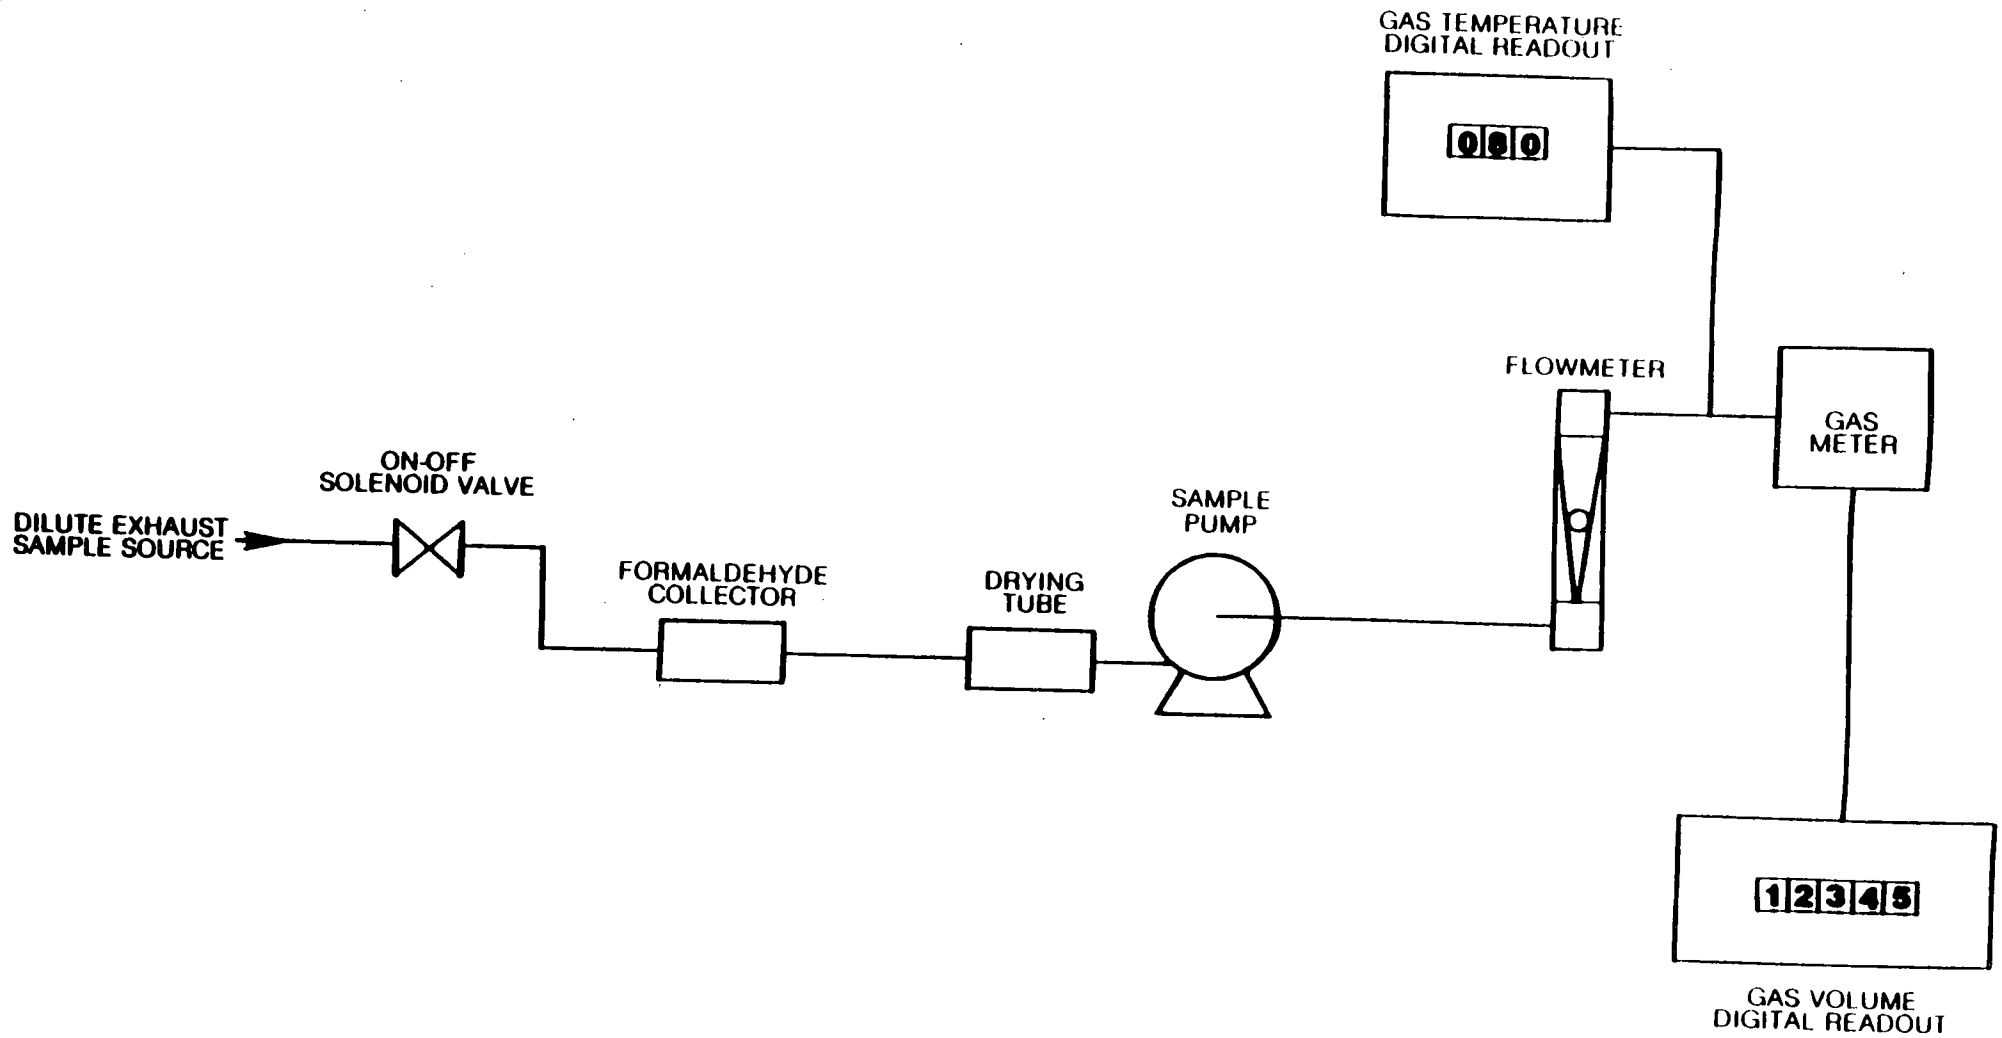 GAS TEMPERATURE
DIGITAL READOUT
080
FLOWMETER
GAS
METER
ON-OFF
SOLENOID VALVE
DILUTE EXHAUST
SAMPLE SOURCE
FORMALDEHYDE
COLLECTOR
DRYING
TUBE
SAMPLE
PUMP
12345
GAS VOLUME
DIGITAL READOUT